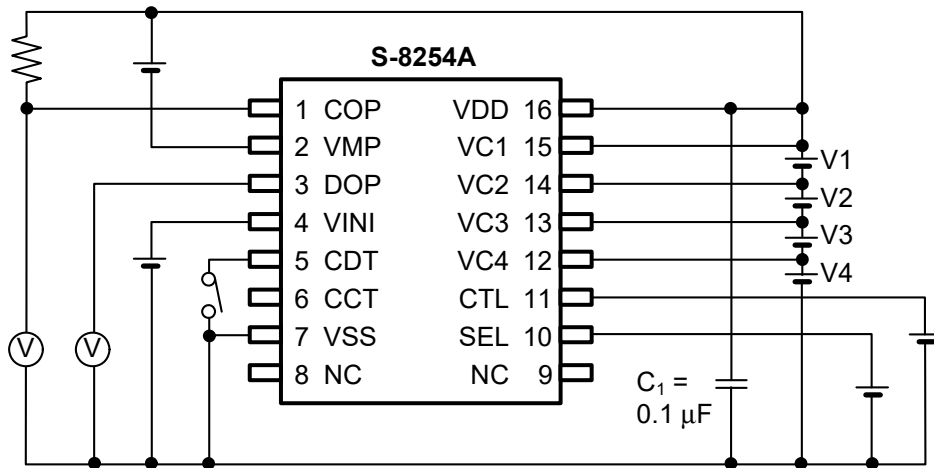 S-8254A
1 COP VDD 16
2 VMP VC1 15
3 DOP VC2 14
4 VINI VC3 13
5 CDT VC4 12
6 CCT CTL 11
7 VSS SEL 10
8 NC NC 9
V1
V2
V3
V4
V
V
C₁ =
0.1 μF